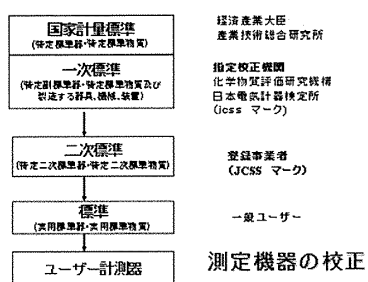 国家計量標準
(特定標準器・特定標準物質)
経済産業大臣
産業技術総合研究所
一次標準
(特定副標準器・特定標準物質及び
製造する器具、機械、装置)
指定校正機関
化学物質評価研究機構
日本電気計器検定所
(jcss マーク)
二次標準
(特定二次標準器・特定二次標準物質)
登録事業者
(JCSS マーク)
標準
(実用標準器・実用標準物質)
一般ユーザー
ユーザー計測器
測定機器の校正